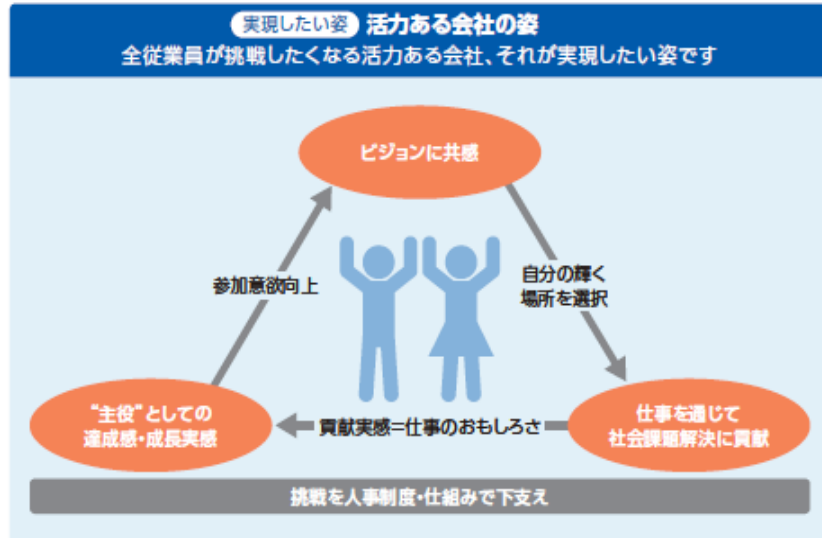 実現したい姿 活力ある会社の姿
全従業員が挑戦したくなる活力ある会社、それが実現したい姿です
ビジョンに共感
参加意欲向上
自分の輝く
場所を選択
"主役"としての
達成感・成長実感
貢献実感=仕事のおもしろさ
仕事を通じて
社会課題解決に貢献
挑戦を人事制度・仕組みで下支え